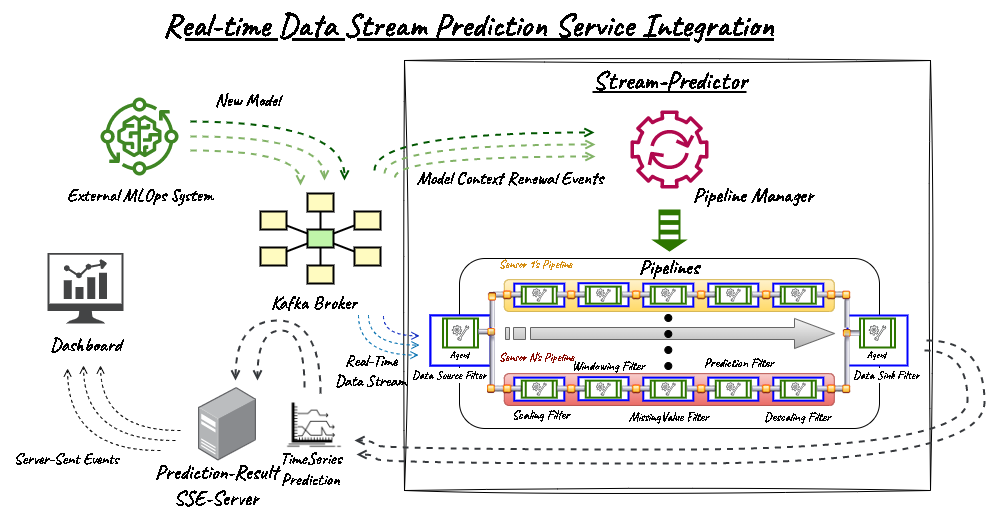 Real-time Data Stream Prediction Service Integration
Stream-Predictor
New Model
External MLOps System
Model Context Renewal Events
Pipeline Manager
Kafka Broker
Pipelines
Sensor 1's Pipeline
Dashboard
Real-Time
Data Stream
Agent
Data Source Filter
Sensor N's Pipeline
Windowing Filter
Prediction Filter
Agent
Data Sink Filter
Scaling Filter
MissingValue Filter
Descaling Filter
Server-Sent Events
Prediction-Result
SSE-Server
TimeSeries
Prediction